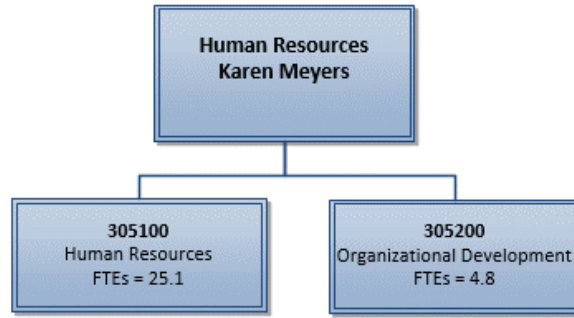 Human Resources
Karen Meyers
305100
Human Resources
FTEs = 25.1
305200
Organizational Development
FTEs = 4.8